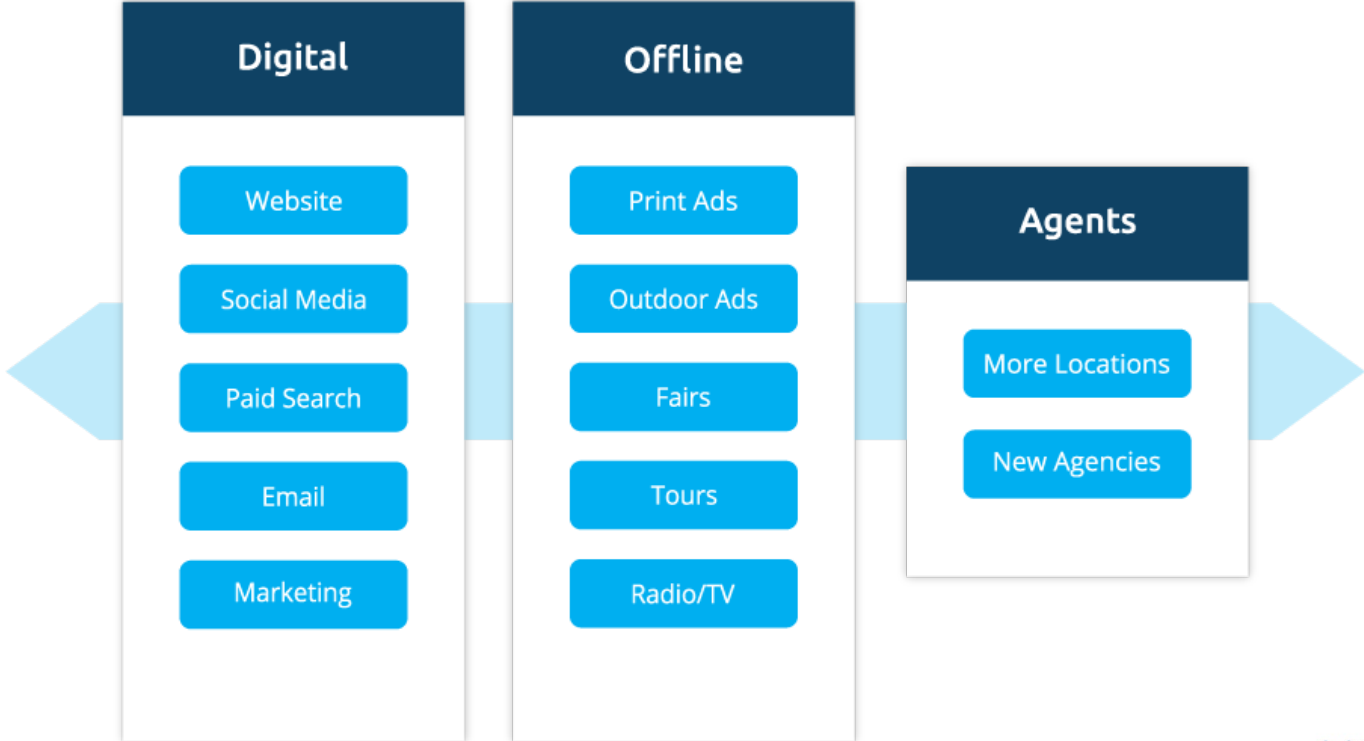 Digital
Website
Social Media
Paid Search
Email
Marketing
Offline
Print Ads
Outdoor Ads
Fairs
Tours
Radio/TV
Agents
More Locations
New Agencies